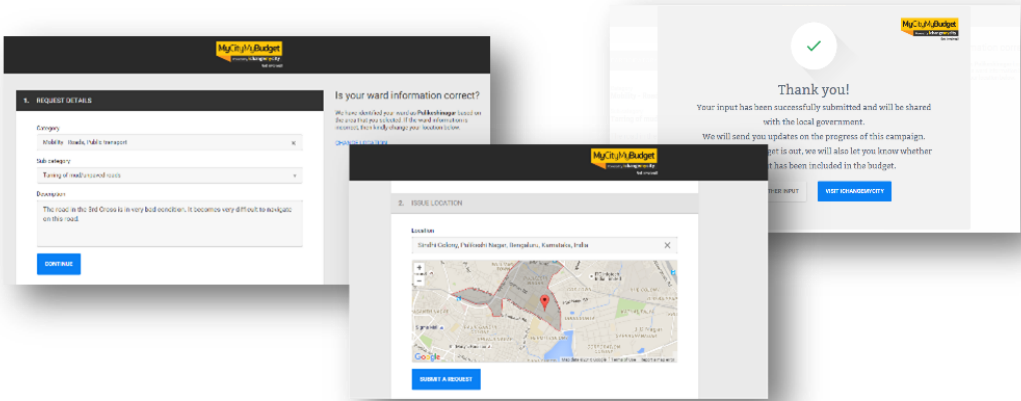 MyCityMyBudget
1. REQUEST DETAILS
Category
Mobility - Roads, Public transport
Sub category
Tarring of mud/unpaved roads
Description
The road in the 3rd Cross is in very bad condition. It becomes very difficult to navigate
on this road.
CONTINUE
Is your ward information correct?
We have identified your ward as Pulikeshinagar based on
the area that you selected. If the ward information is
incorrect, then kindly change your location below.
CHANGE LOCATION
MyCityMyBudget
2. ISSUE LOCATION
Location
Sindhi Colony, Pulikeshi Nagar, Bengaluru, Karnataka, India
Google
SUBMIT A REQUEST
MyCityMyBudget
Thank you!
Your input has been successfully submitted and will be shared
with the local government.
We will send you updates on the progress of this campaign.
get is out, we will also let you know whether
t has been included in the budget.
THER INPUT
VISIT ICHANGEMYCITY